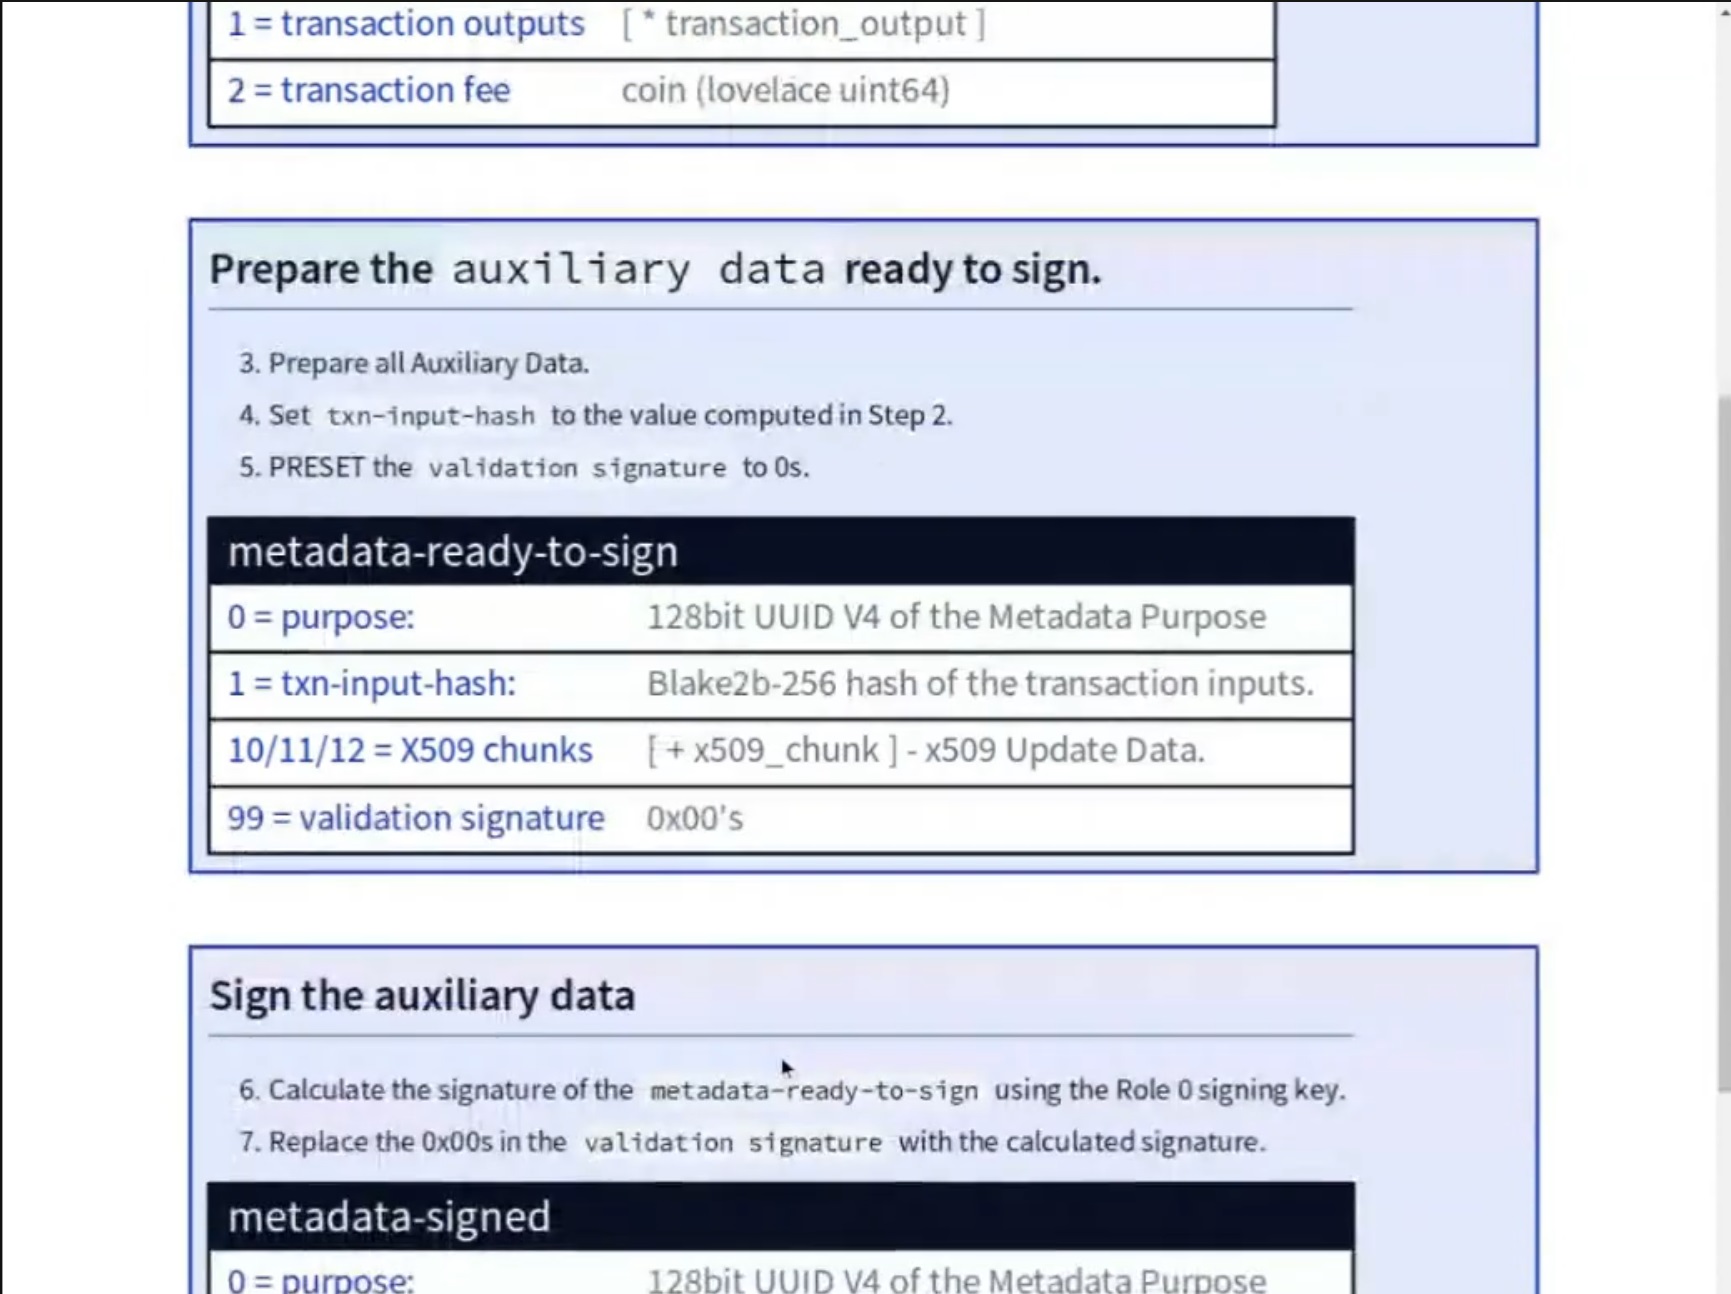 1 = transaction outputs [ * transaction_output ]
2 = transaction fee coin (lovelace uint64)
Prepare the auxiliary data ready to sign.
3. Prepare all Auxiliary Data.
4. Set txn-input-hash to the value computed in Step 2.
5. PRESET the validation signature to 0s.
metadata-ready-to-sign
0 = purpose: 128bit UUID V4 of the Metadata Purpose
1 = txn-input-hash: Blake2b-256 hash of the transaction inputs.
10/11/12 = X509 chunks [ + x509_chunk ] - x509 Update Data.
99 = validation signature 0x00's
Sign the auxiliary data
6. Calculate the signature of the metadata-ready-to-sign using the Role 0 signing key.
7. Replace the 0x00s in the validation signature with the calculated signature.
metadata-signed
0 = purpose: 128bit UUID V4 of the Metadata Purpose